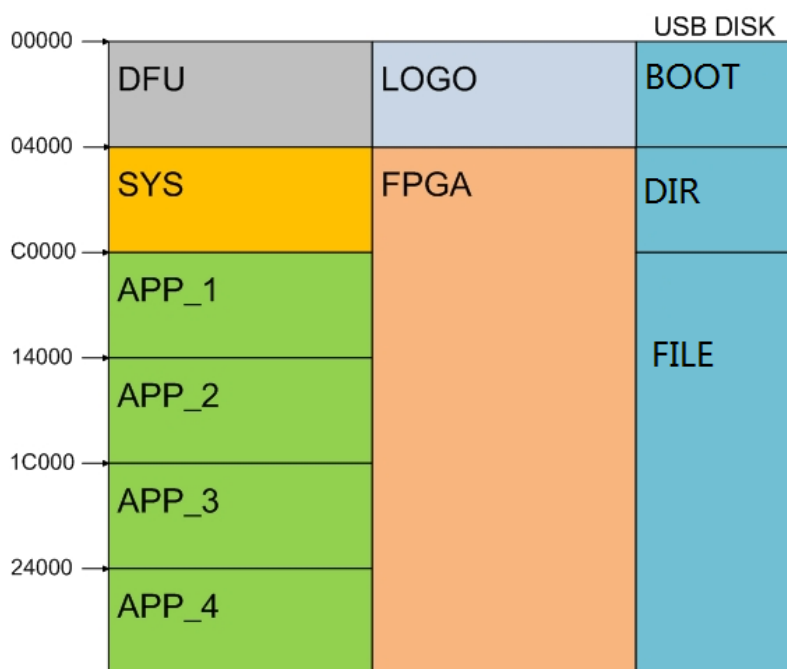 USB DISK
00000
DFU LOGO BOOT
04000
SYS FPGA DIR
C0000
APP_1
14000
FILE
APP_2
1C000
APP_3
24000
APP_4